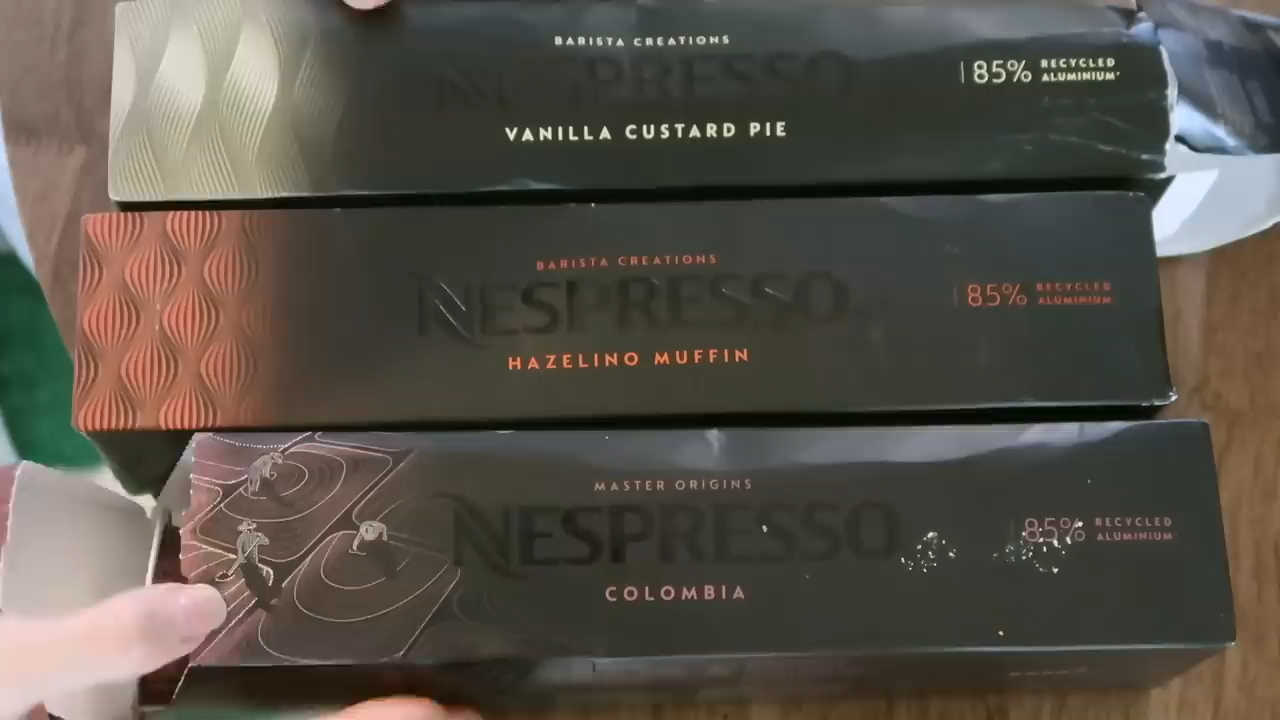 BARISTA CREATIONS
NESPRESSO
VANILLA CUSTARD PIE
85% RECYCLED
ALUMINIUM*
BARISTA CREATIONS
NESPRESSO
HAZELINO MUFFIN
85% RECYCLED
ALUMINIUM
MASTER ORIGINS
NESPRESSO
COLOMBIA
85% RECYCLED
ALUMINIUM